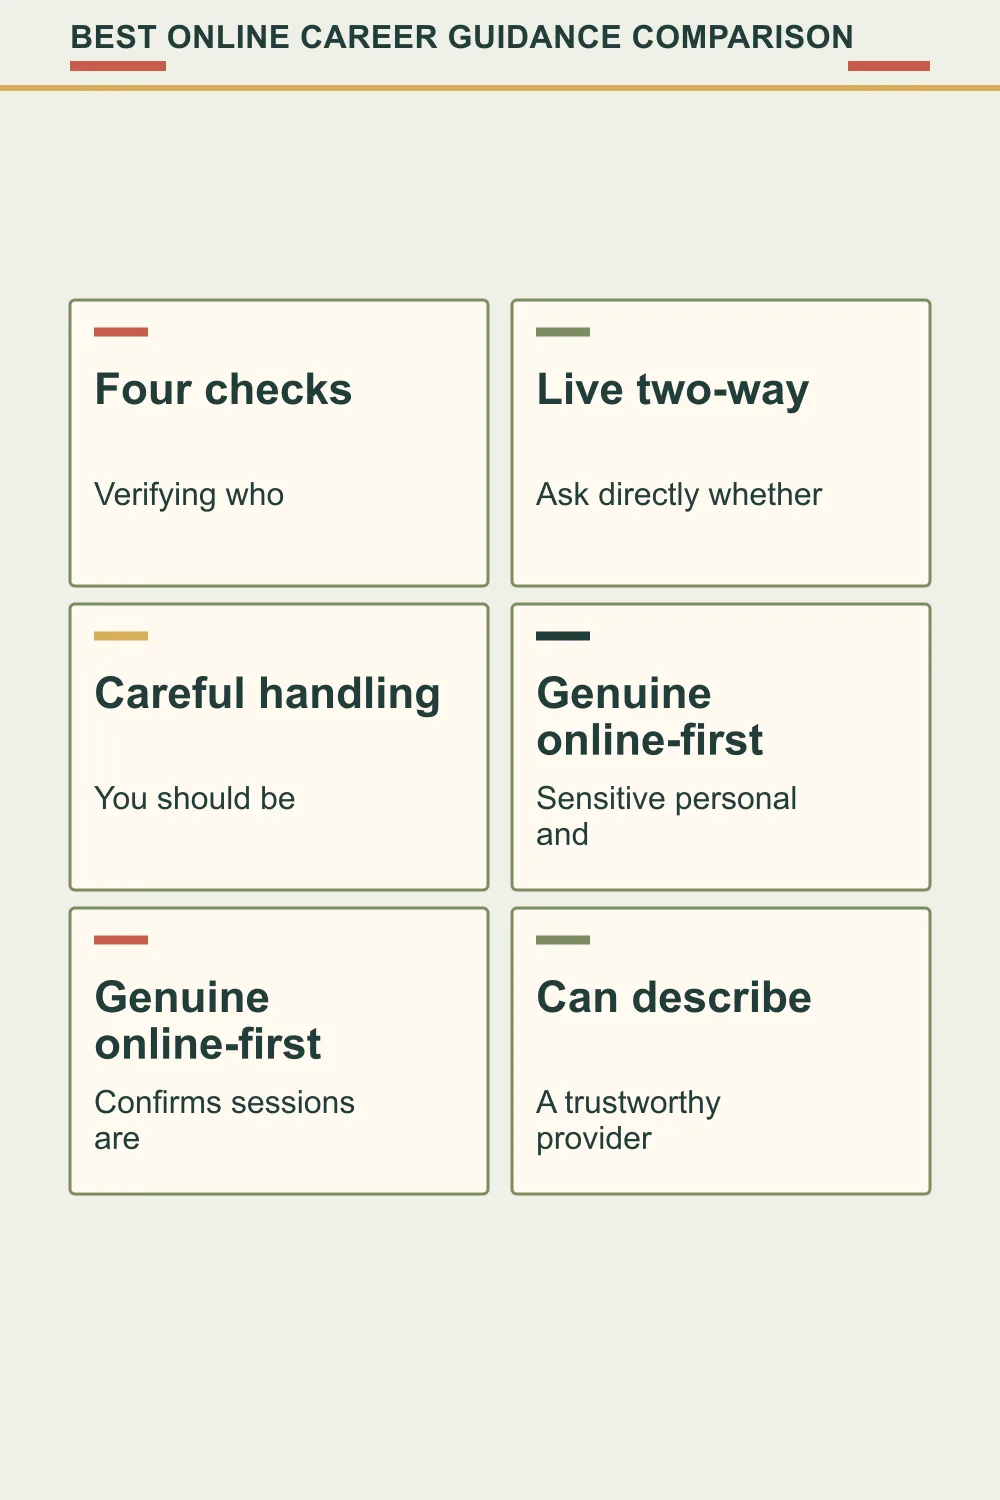 BEST ONLINE CAREER GUIDANCE COMPARISON
Four checks
Verifying who
Live two-way
Ask directly whether
Careful handling
You should be
Genuine
online-first
Sensitive personal
and
Genuine
online-first
Confirms sessions
are
Can describe
A trustworthy
provider